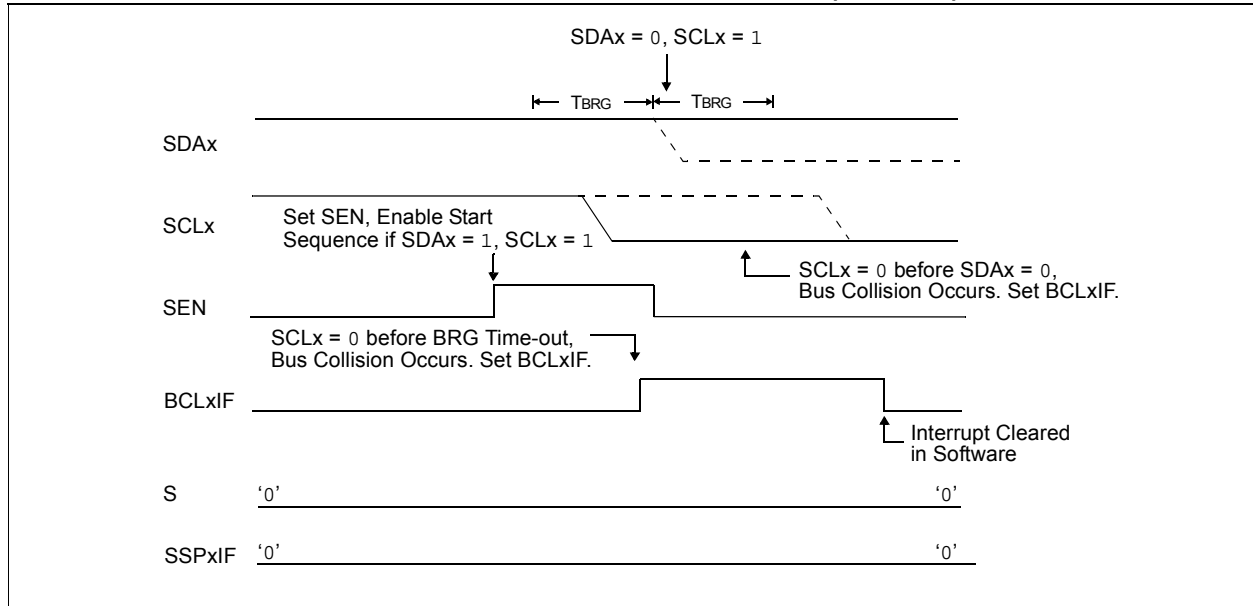 SDAx = 0, SCLx = 1
TBRG TBRG
SDAx
SCLx
Set SEN, Enable Start
Sequence if SDAx = 1, SCLx = 1
SCLx = 0 before SDAx = 0,
Bus Collision Occurs. Set BCLxIF.
SEN
SCLx = 0 before BRG Time-out,
Bus Collision Occurs. Set BCLxIF.
BCLxIF
Interrupt Cleared
in Software
S ‘0’ ‘0’
SSPxIF ‘0’ ‘0’